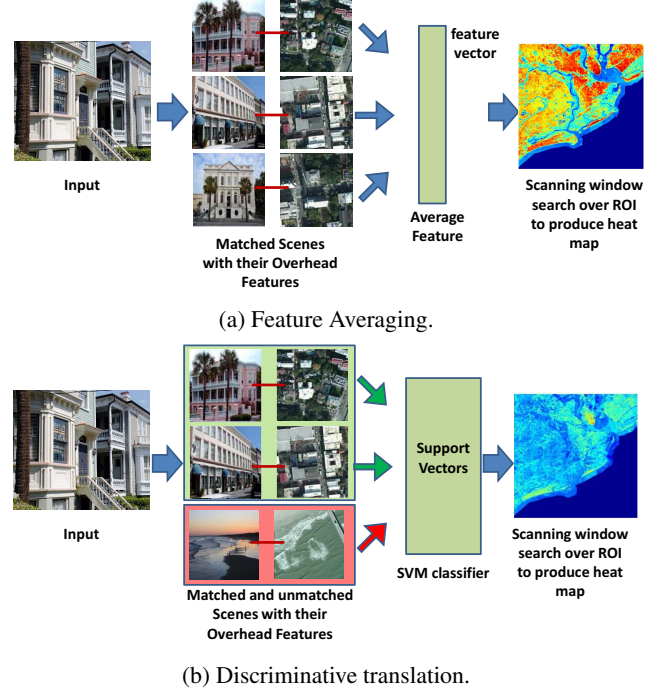 feature
vector
Input
Average
Feature
Scanning window
search over ROI
to produce heat
map
Matched Scenes
with their Overhead
Features
(a) Feature Averaging.
Support
Vectors
Input
SVM classifier
Scanning window
search over ROI
to produce heat
map
Matched and unmatched
Scenes with their
Overhead Features
(b) Discriminative translation.